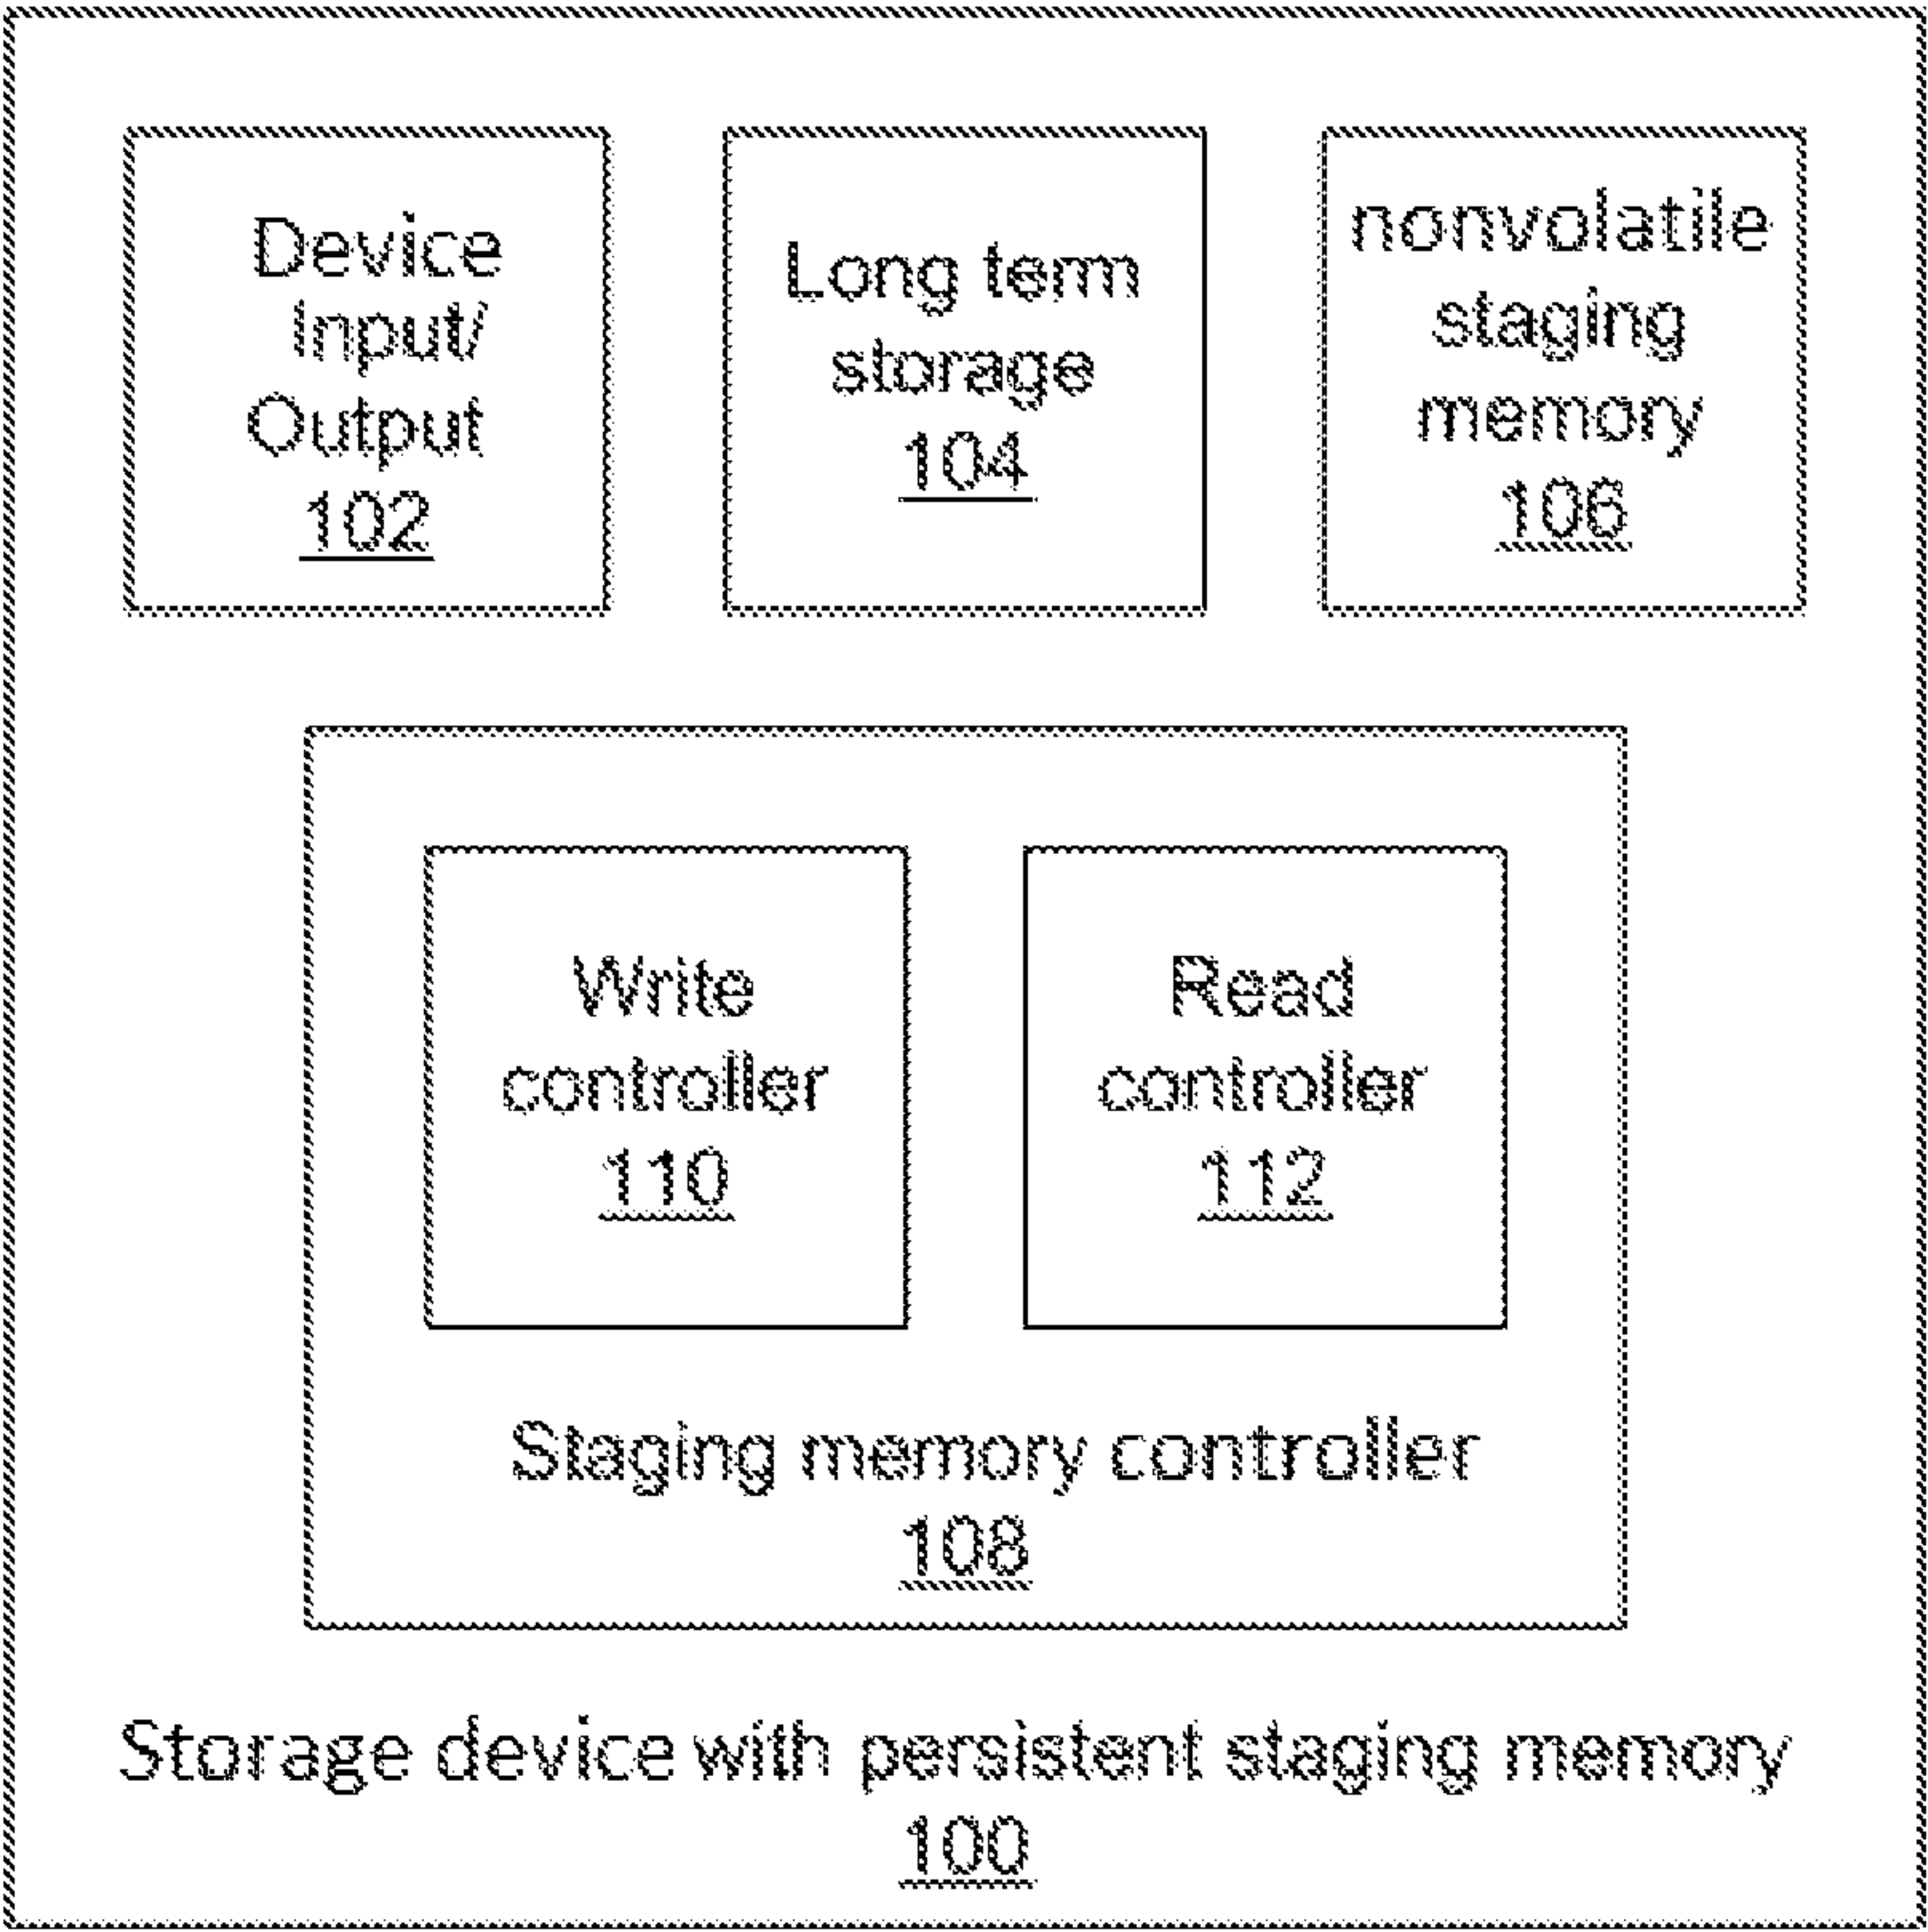 Device
Input/
Output
102
Long term
storage
104
nonvolatile
staging
memory
106
Write
controller
110
Read
controller
112
Staging memory controller
108
Storage device with persistent staging memory
100